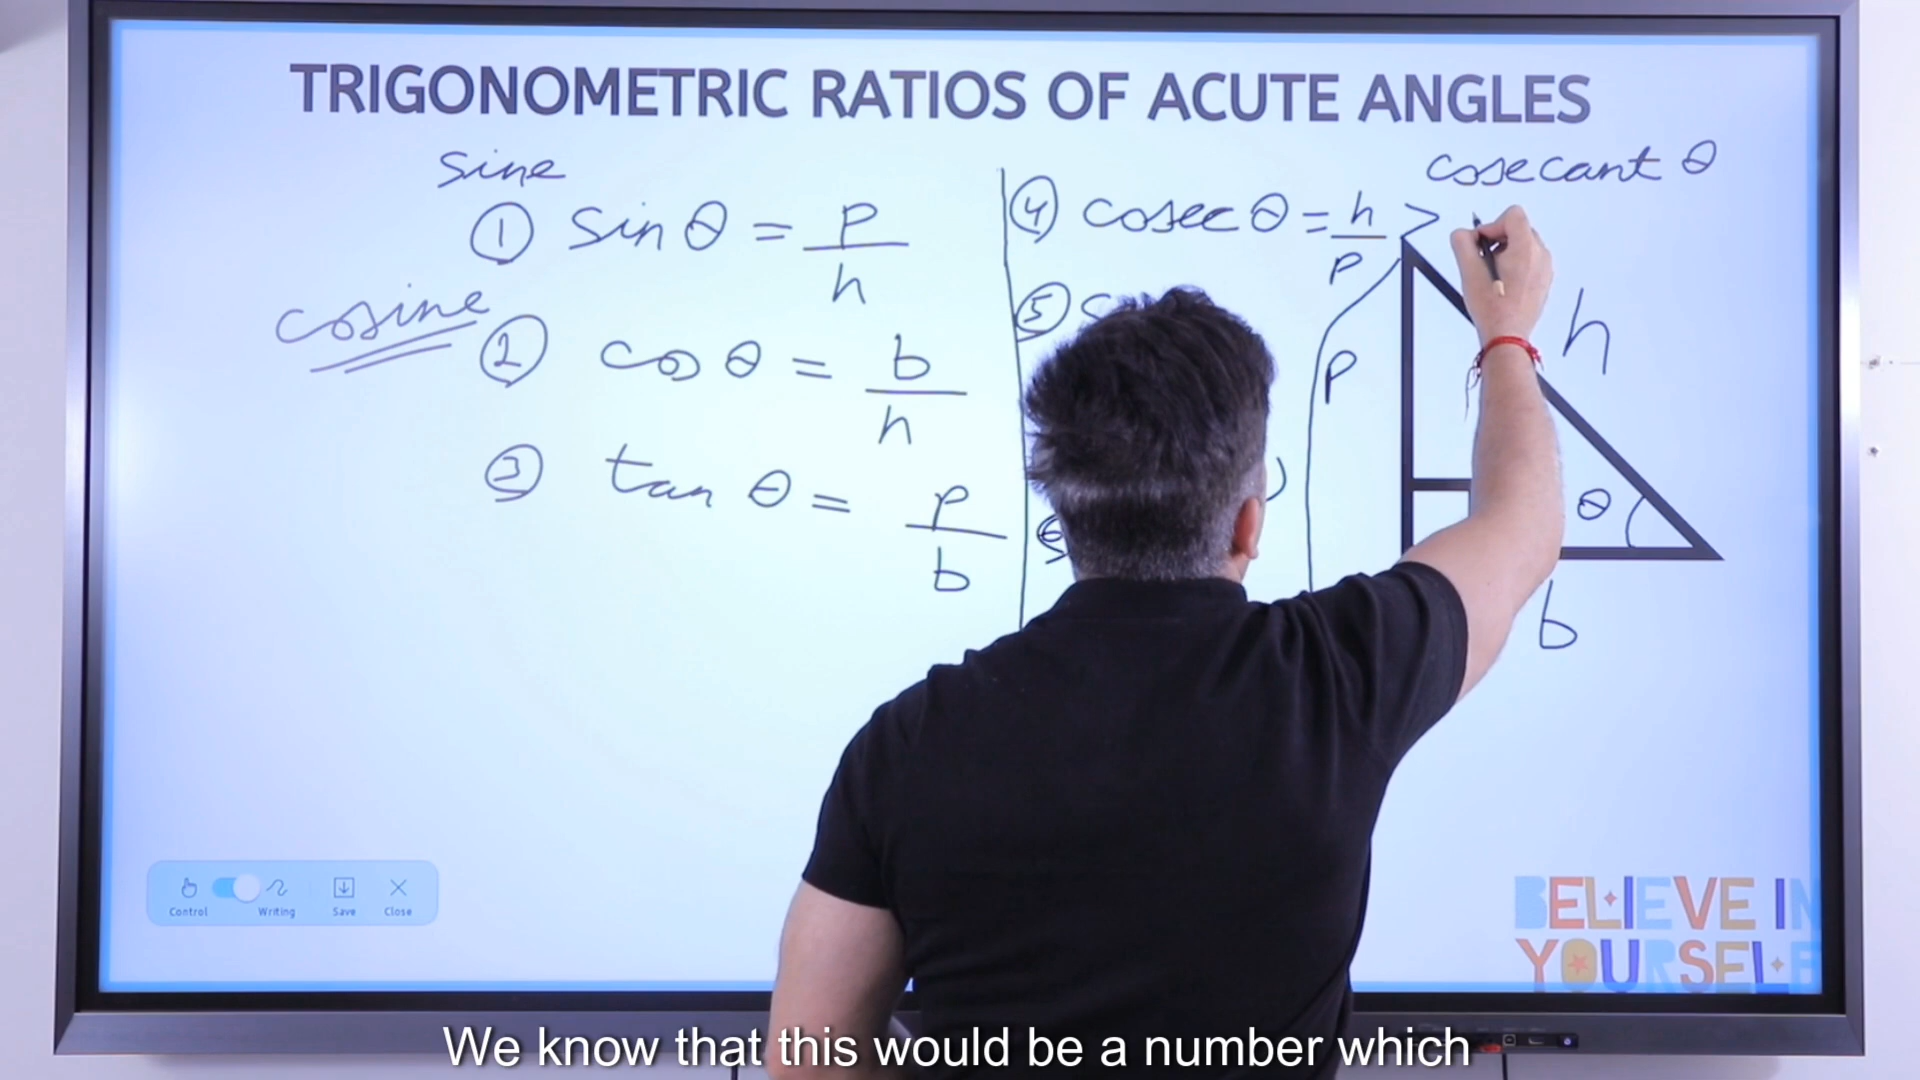 TRIGONOMETRIC RATIOS OF ACUTE ANGLES
sine
① sin θ = p/h
cosine
② cos θ = b/h
③ tan θ = p/b
cosecant θ
④ cosec θ = h/p >
⑤
p
h
θ
b
Control
Writing
Save
Close
BELIEVE IN
YOURSELF
We know that this would be a number which